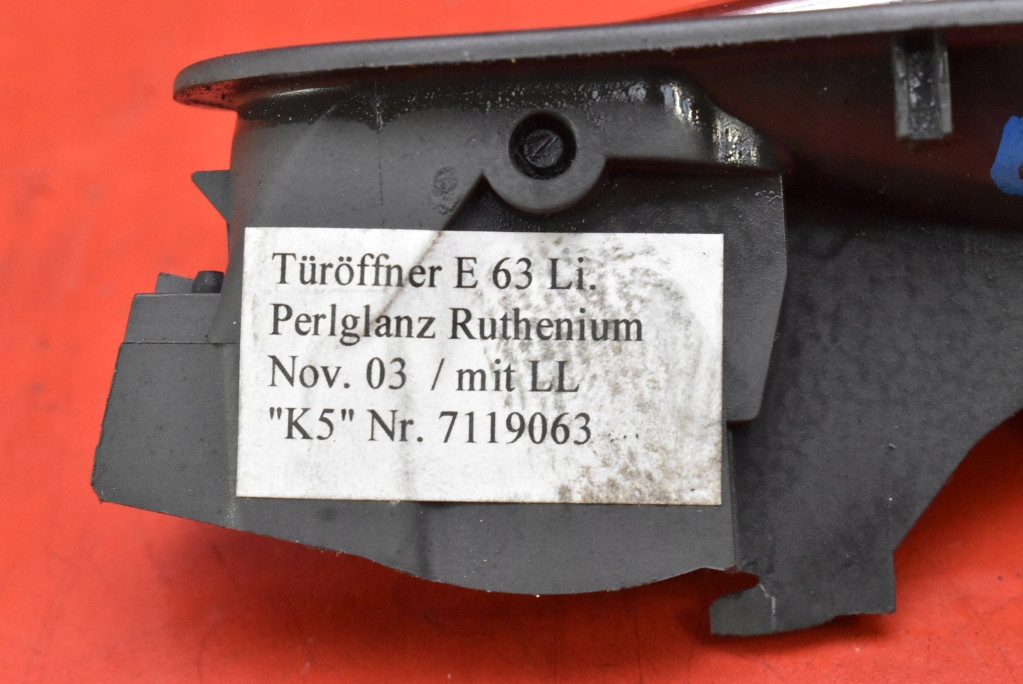 Türöffner E 63 Li.
Perlglanz Ruthenium
Nov. 03 / mit LL
"K5" Nr. 7119063